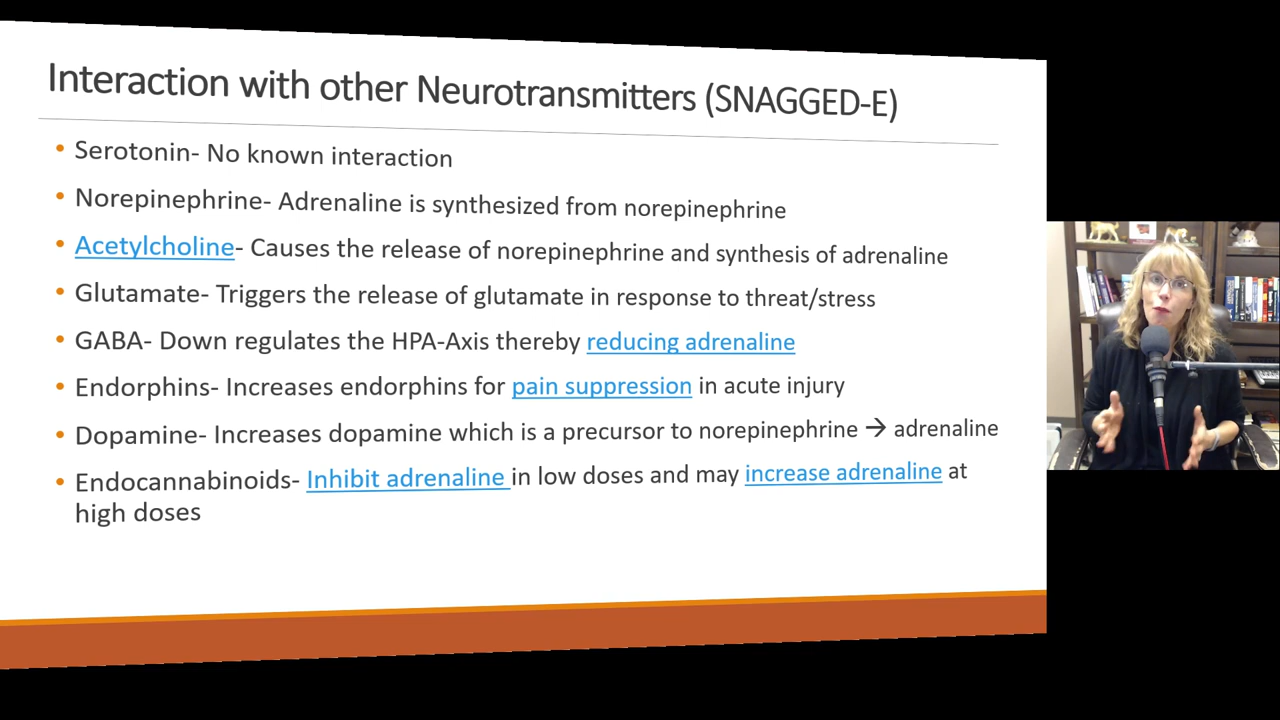 Interaction with other Neurotransmitters (SNAGGED-E)
• Serotonin- No known interaction
• Norepinephrine- Adrenaline is synthesized from norepinephrine
• Acetylcholine- Causes the release of norepinephrine and synthesis of adrenaline
• Glutamate- Triggers the release of glutamate in response to threat/stress
• GABA- Down regulates the HPA-Axis thereby reducing adrenaline
• Endorphins- Increases endorphins for pain suppression in acute injury
• Dopamine- Increases dopamine which is a precursor to norepinephrine → adrenaline
• Endocannabinoids- Inhibit adrenaline in low doses and may increase adrenaline at
high doses